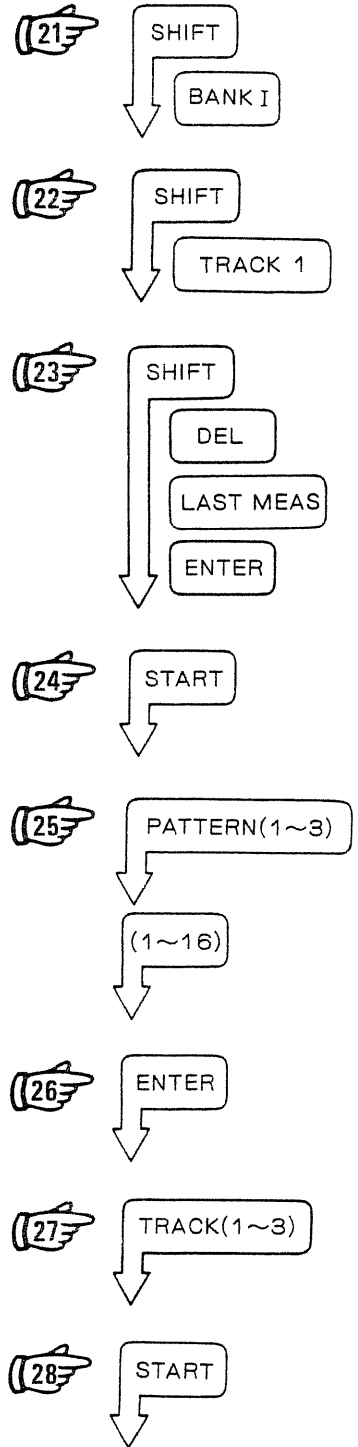 21 SHIFT
BANK I
22 SHIFT
TRACK 1
23 SHIFT
DEL
LAST MEAS
ENTER
24 START
25 PATTERN(1～3)
(1～16)
26 ENTER
27 TRACK(1～3)
28 START